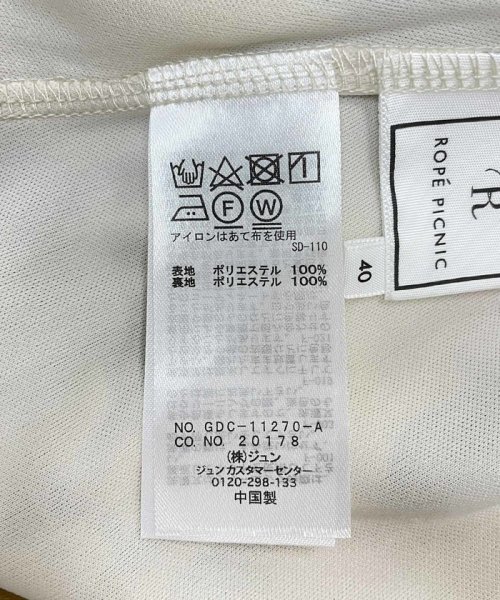 F W
アイロンはあて布を使用
SD-110
表地 ポリエステル 100%
裏地 ポリエステル 100%
NO. GDC-11270-A
CO. NO. 20178
(株)ジュン
ジュンカスタマーセンター
0120-298-133
中国製
40
R
ROPÉ PICNIC